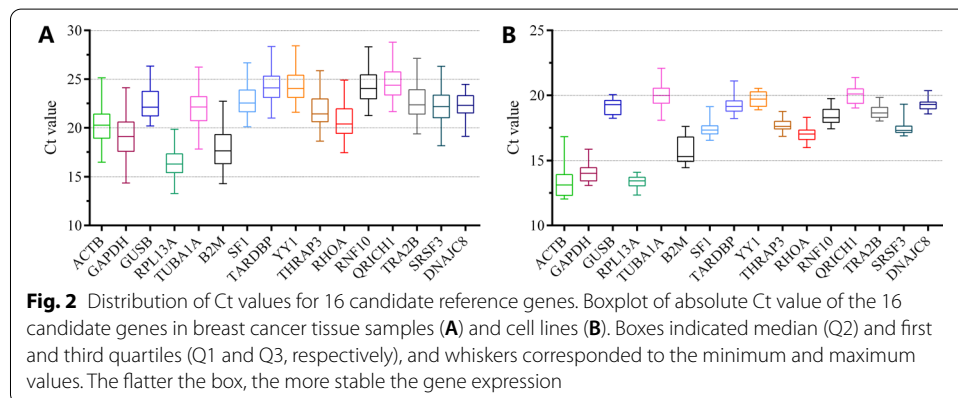 A
B
Ct value
30
25
20
15
10
ACTB
GAPDH
GUSB
RPL13A
TUBA1A
B2M
SF1
TARDBP
YY1
THRAP3
RHOA
RNF10
QRICH1
TRA2B
SRSF3
DNAJC8
Ct value
25
20
15
10
ACTB
GAPDH
GUSB
RPL13A
TUBA1A
B2M
SF1
TARDBP
YY1
THRAP3
RHOA
RNF10
QRICH1
TRA2B
SRSF3
DNAJC8
Fig. 2 Distribution of Ct values for 16 candidate reference genes. Boxplot of absolute Ct value of the 16
candidate genes in breast cancer tissue samples (A) and cell lines (B). Boxes indicated median (Q2) and first
and third quartiles (Q1 and Q3, respectively), and whiskers corresponded to the minimum and maximum
values. The flatter the box, the more stable the gene expression